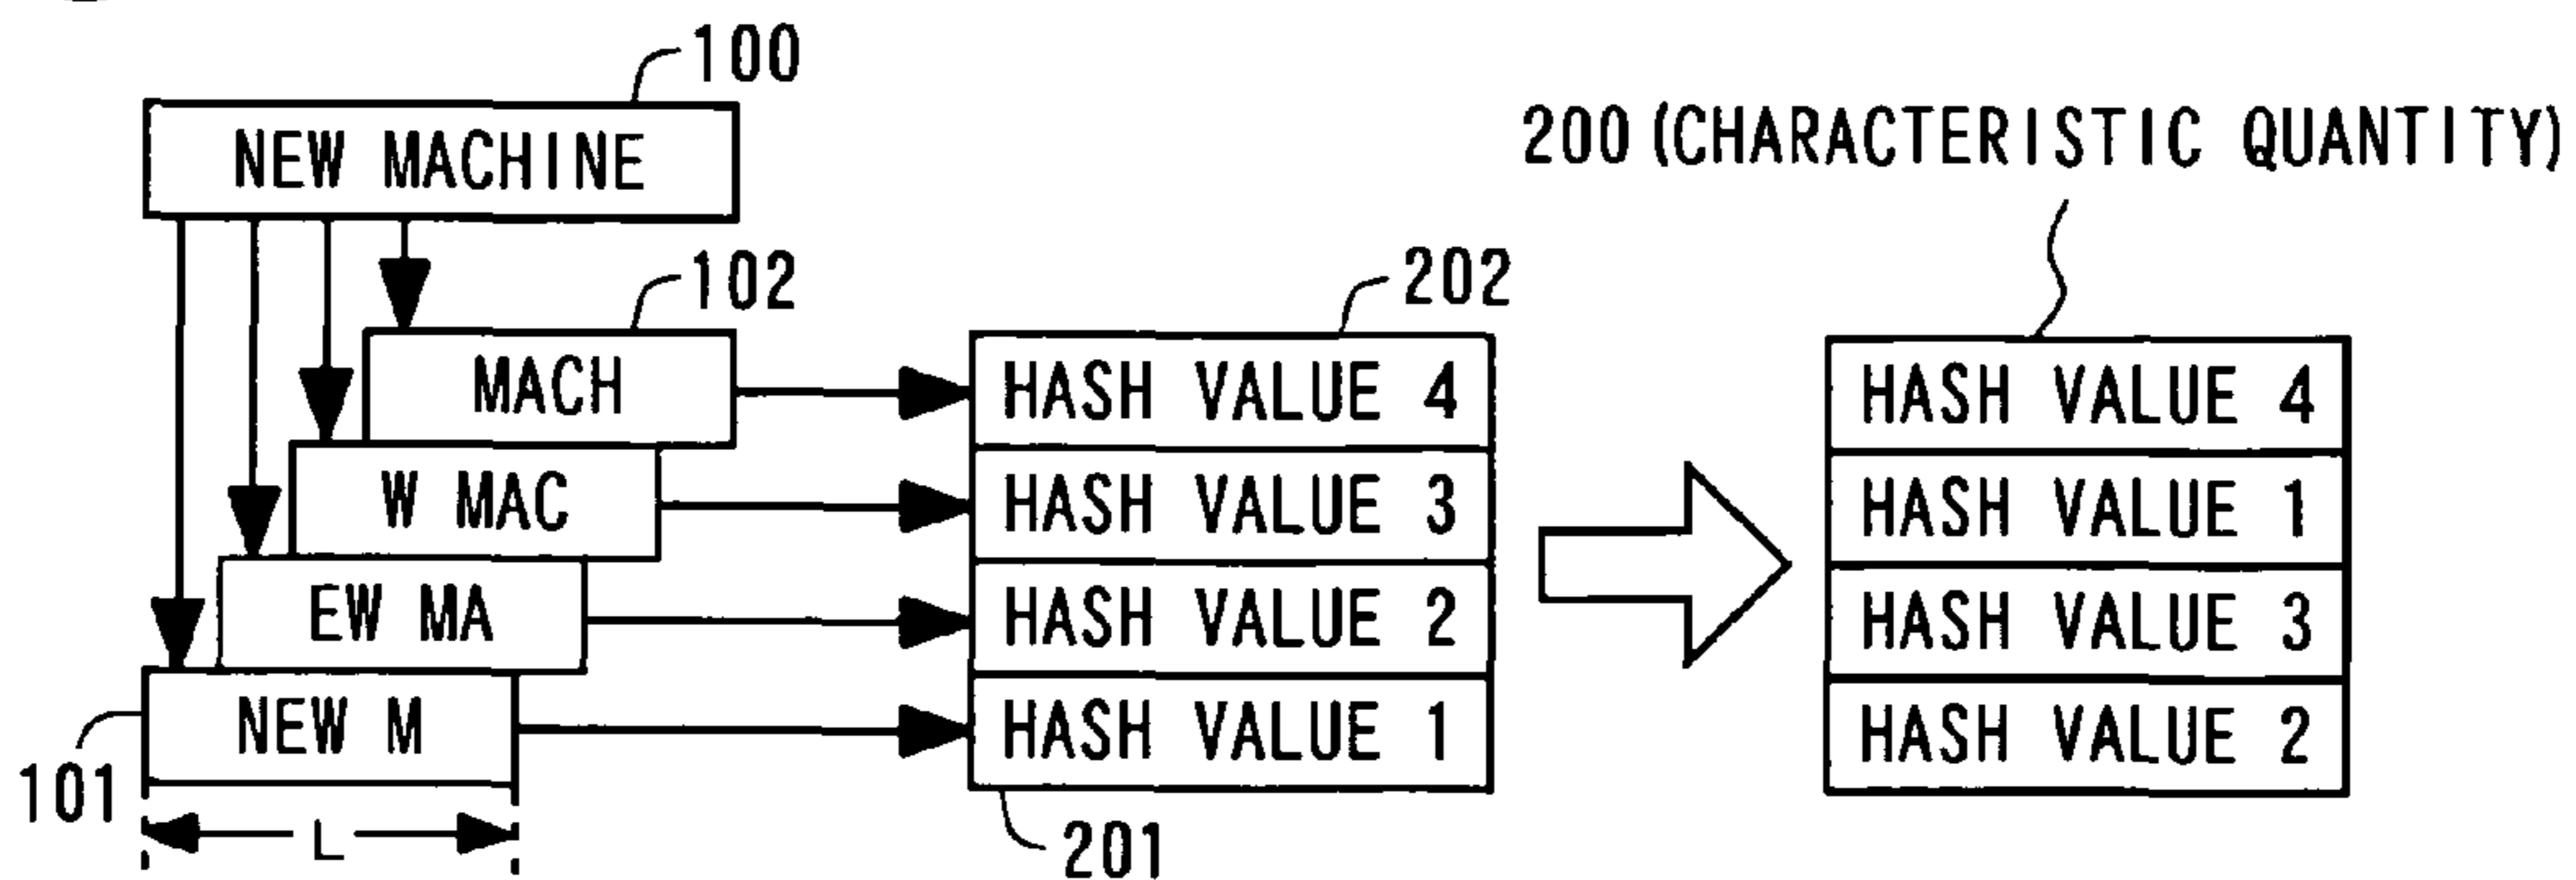 100
NEW MACHINE
200 (CHARACTERISTIC QUANTITY)
102
202
MACH
HASH VALUE 4
HASH VALUE 4
W MAC
HASH VALUE 3
HASH VALUE 1
EW MA
HASH VALUE 2
HASH VALUE 3
NEW M
HASH VALUE 1
HASH VALUE 2
101
L
201